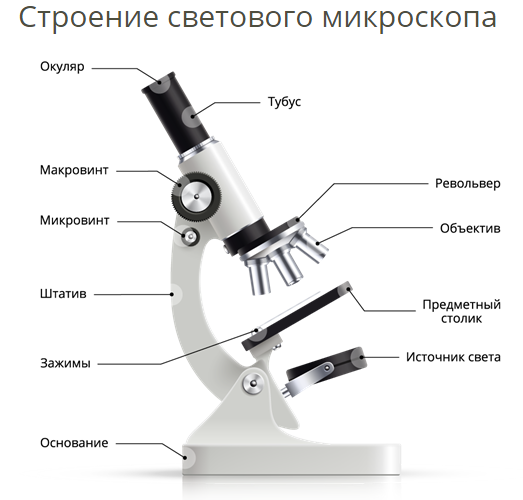 Строение светового микроскопа
Окуляр
Тубус
Макровинт
Револьвер
Микровинт
Объектив
Штатив
Предметный
столик
Зажимы
Источник света
Основание